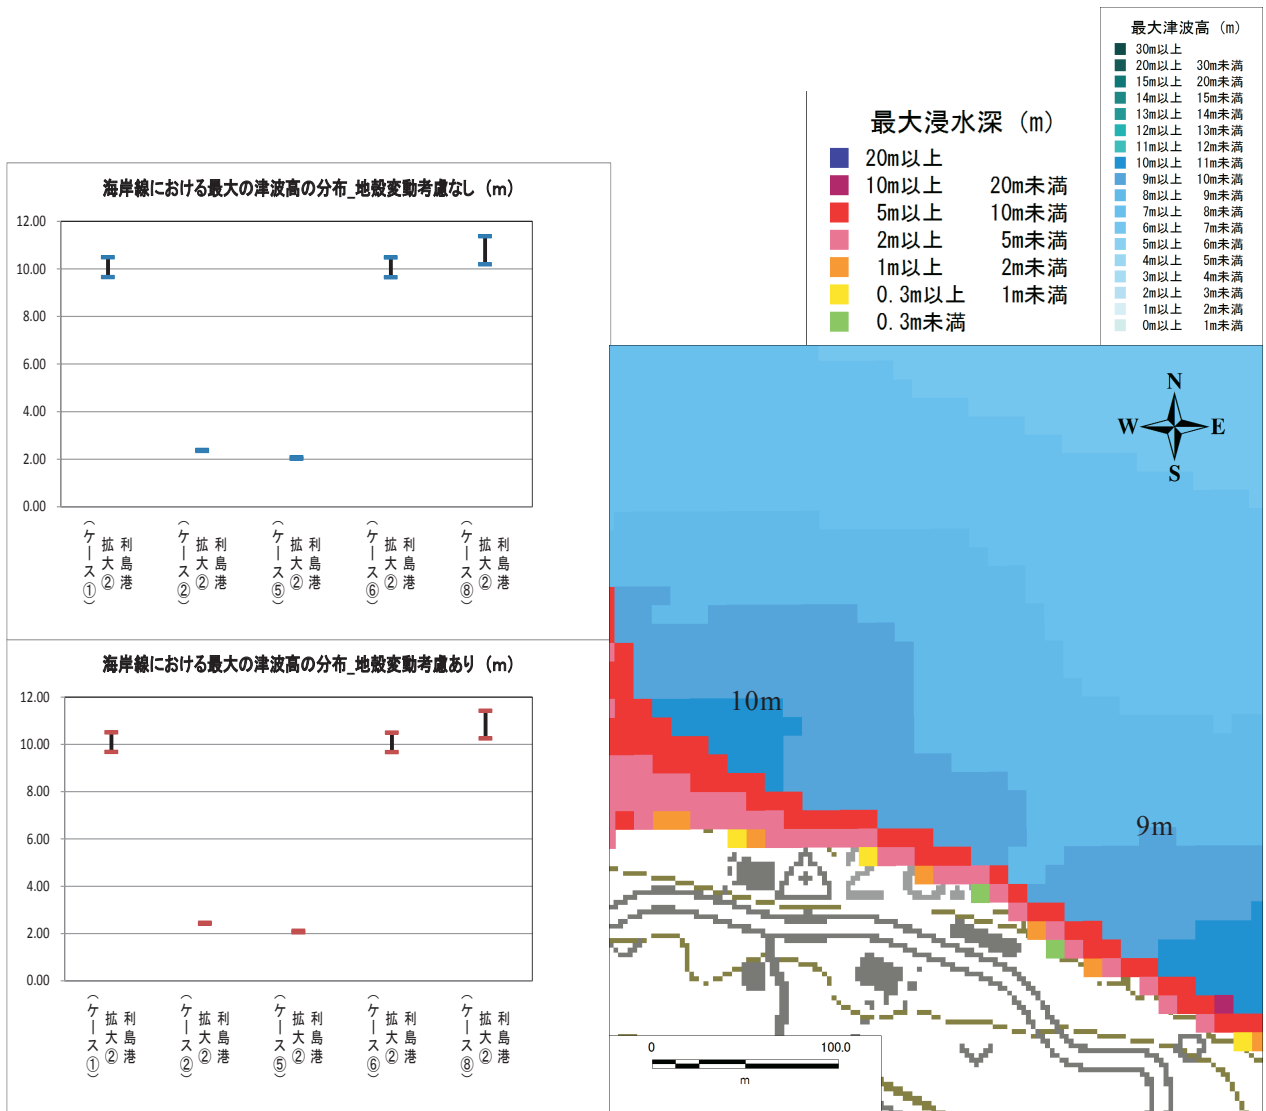 海岸線における最大の津波高の分布_地殻変動考慮なし (m)
12.00
10.00
8.00
6.00
4.00
2.00
0.00
利島港
拡大②
(ケース①)
利島港
拡大②
(ケース②)
利島港
拡大②
(ケース⑤)
利島港
拡大②
(ケース⑥)
利島港
拡大②
(ケース⑧)
海岸線における最大の津波高の分布_地殻変動考慮あり (m)
12.00
10.00
8.00
6.00
4.00
2.00
0.00
利島港
拡大②
(ケース①)
利島港
拡大②
(ケース②)
利島港
拡大②
(ケース⑤)
利島港
拡大②
(ケース⑥)
利島港
拡大②
(ケース⑧)
最大浸水深 (m)
20m以上
10m以上 20m未満
5m以上 10m未満
2m以上 5m未満
1m以上 2m未満
0.3m以上 1m未満
0.3m未満
最大津波高 (m)
30m以上
20m以上 30m未満
15m以上 20m未満
14m以上 15m未満
13m以上 14m未満
12m以上 13m未満
11m以上 12m未満
10m以上 11m未満
9m以上 10m未満
8m以上 9m未満
7m以上 8m未満
6m以上 7m未満
5m以上 6m未満
4m以上 5m未満
3m以上 4m未満
2m以上 3m未満
1m以上 2m未満
0m以上 1m未満
N
W E
S
10m
9m
0 100.0
m